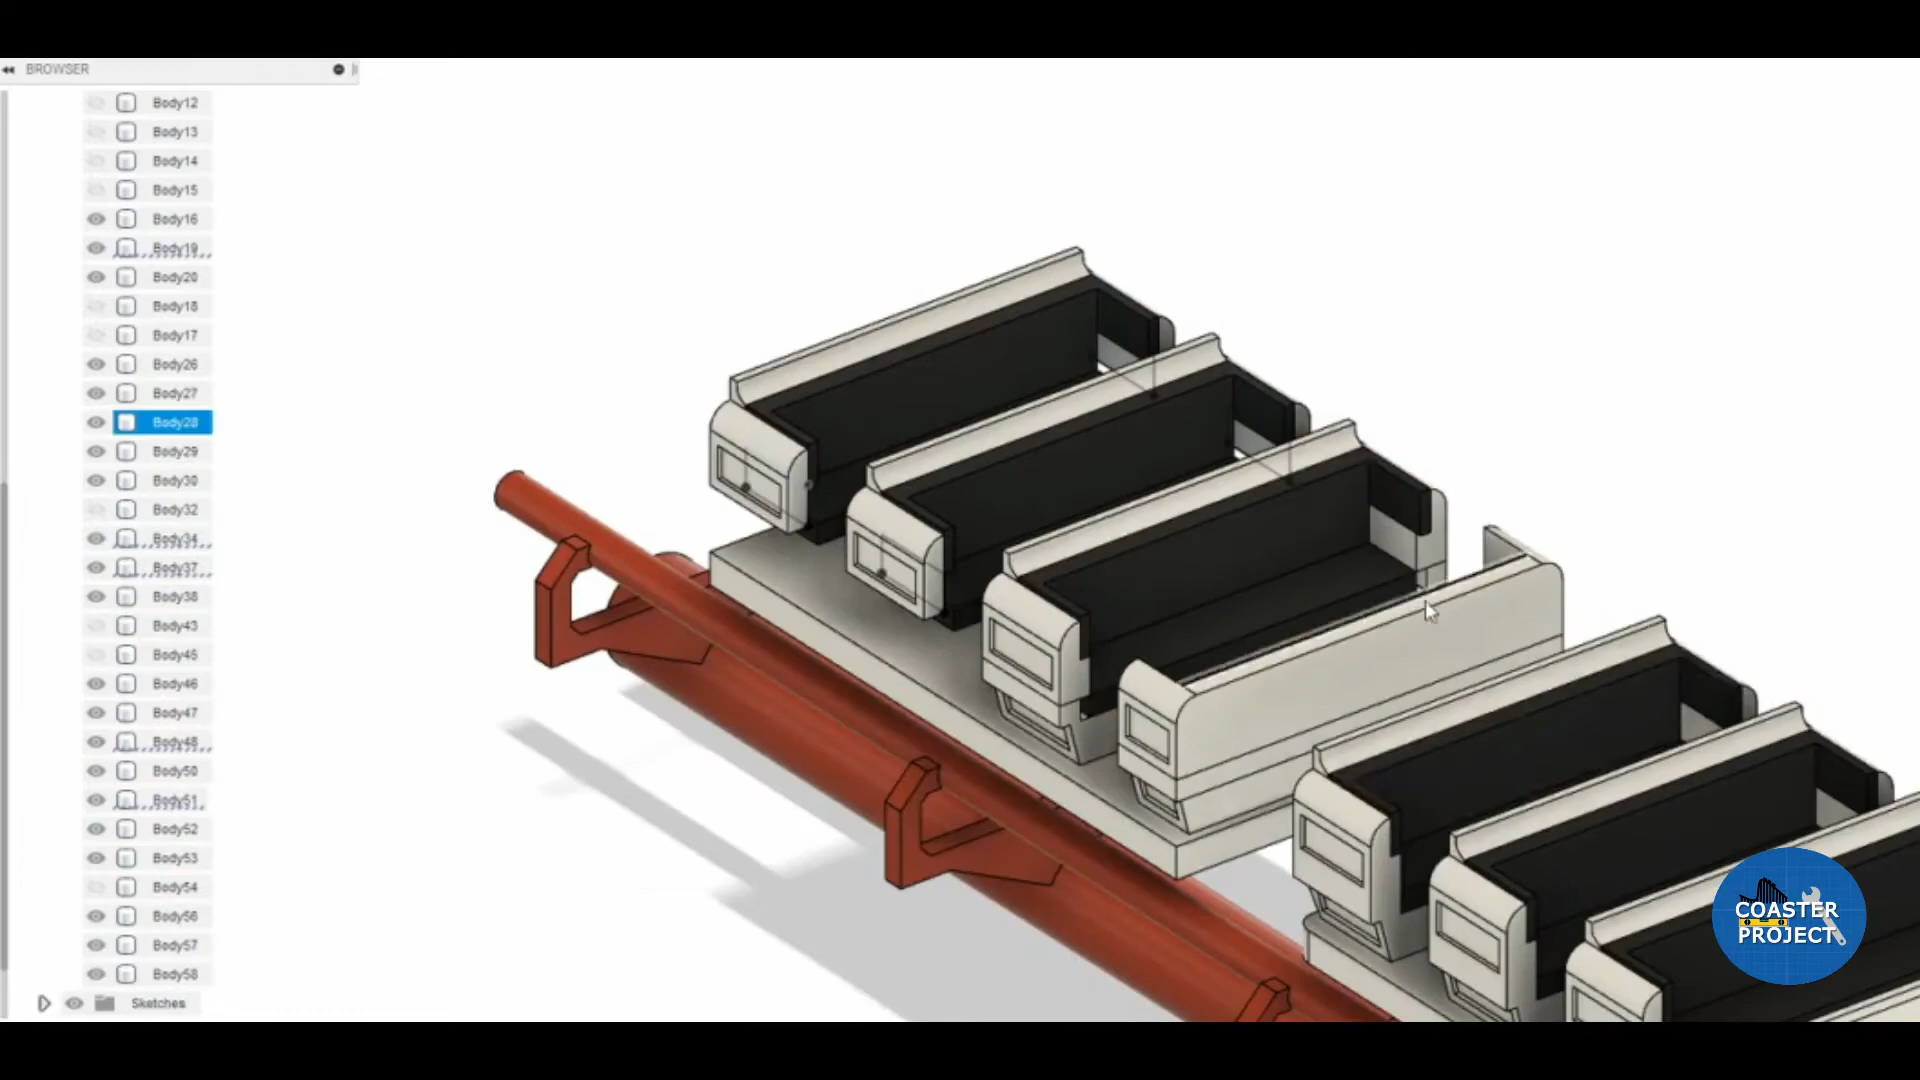 BROWSER
Body12
Body13
Body14
Body15
Body16
Body19
Body20
Body18
Body17
Body26
Body27
Body28
Body29
Body30
Body32
Body34
Body37
Body38
Body43
Body45
Body46
Body47
Body48
Body50
Body51
Body52
Body53
Body54
Body56
Body57
Body58
Sketches
COASTER
PROJECT